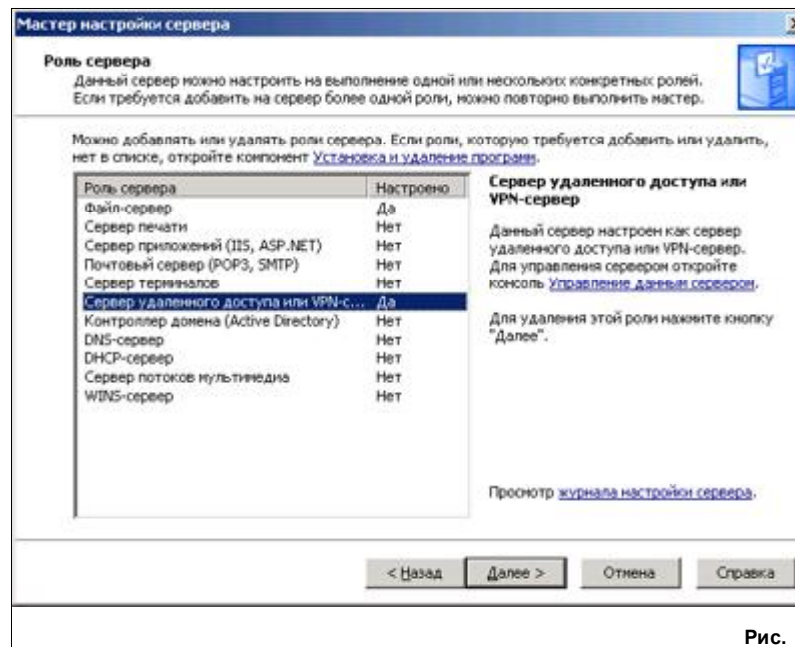 Мастер настройки сервера
Роль сервера
Данный сервер можно настроить на выполнение одной или нескольких конкретных ролей.
Если требуется добавить на сервер более одной роли, можно повторно выполнить мастер.
Можно добавлять или удалять роли сервера. Если роли, которую требуется добавить или удалить,
нет в списке, откройте компонент Установка и удаление программ.
Роль сервера Настроено
Файл-сервер Да
Сервер печати Нет
Сервер приложений (IIS, ASP.NET) Нет
Почтовый сервер (POP3, SMTP) Нет
Сервер терминалов Нет
Сервер удаленного доступа или VPN-с... Да
Контроллер домена (Active Directory) Нет
DNS-сервер Нет
DHCP-сервер Нет
Сервер потоков мультимедиа Нет
WINS-сервер Нет
Сервер удаленного доступа или
VPN-сервер
Данный сервер настроен как сервер
удаленного доступа или VPN-сервер.
Для управления сервером откройте
консоль Управление данным сервером.
Для удаления этой роли нажмите кнопку
"Далее".
Просмотр журнала настройки сервера.
< Назад Далее > Отмена Справка
Рис.